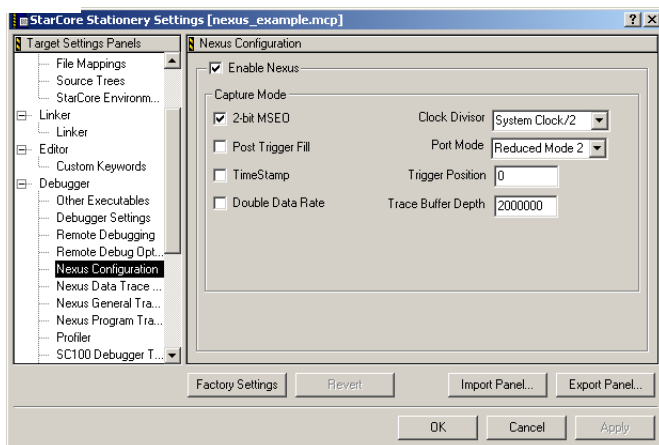 StarCore Stationery Settings [nexus_example.mcp]
Target Settings Panels
File Mappings
Source Trees
StarCore Environm...
Linker
Linker
Editor
Custom Keywords
Debugger
Other Executables
Debugger Settings
Remote Debugging
Remote Debug Opt...
Nexus Configuration
Nexus Data Trace ...
Nexus General Tra...
Nexus Program Tra...
Profiler
SC100 Debugger T...
Nexus Configuration
Enable Nexus
Capture Mode
2-bit MSEO
Clock Divisor System Clock/2
Post Trigger Fill
Port Mode Reduced Mode 2
TimeStamp
Trigger Position 0
Double Data Rate
Trace Buffer Depth 2000000
Factory Settings Revert Import Panel... Export Panel...
OK Cancel Apply